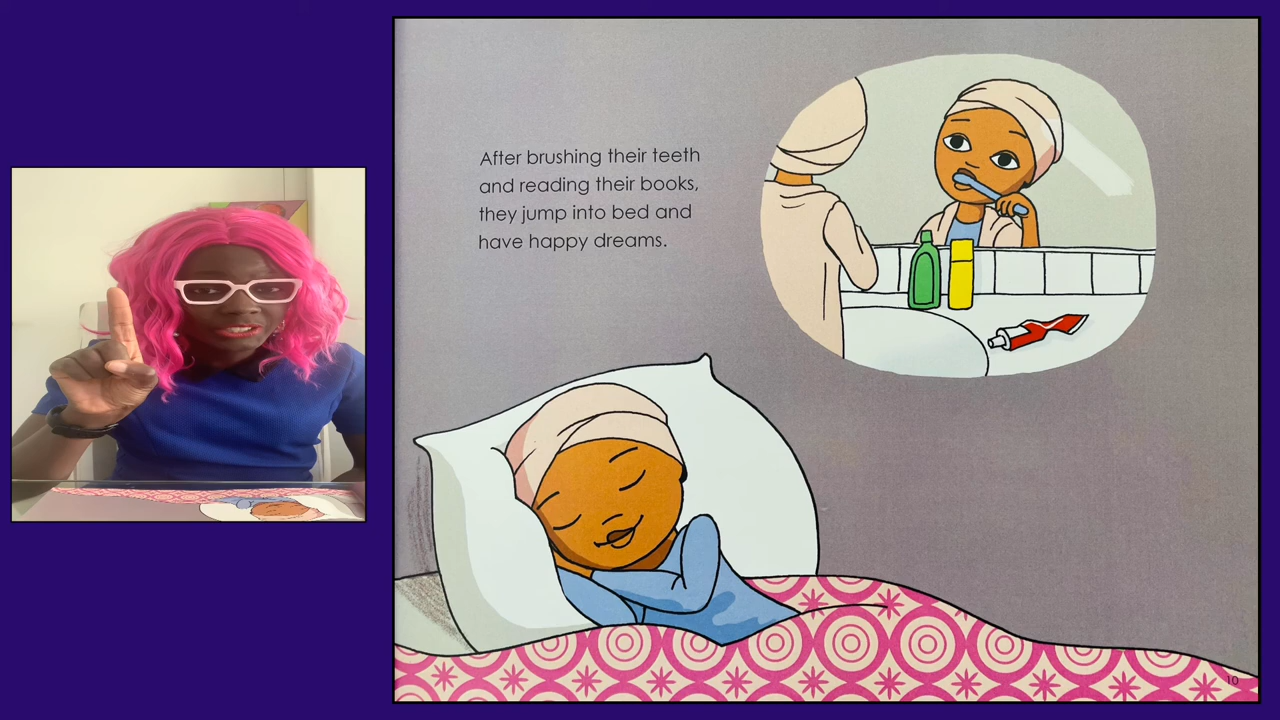 After brushing their teeth
and reading their books,
they jump into bed and
have happy dreams.
10